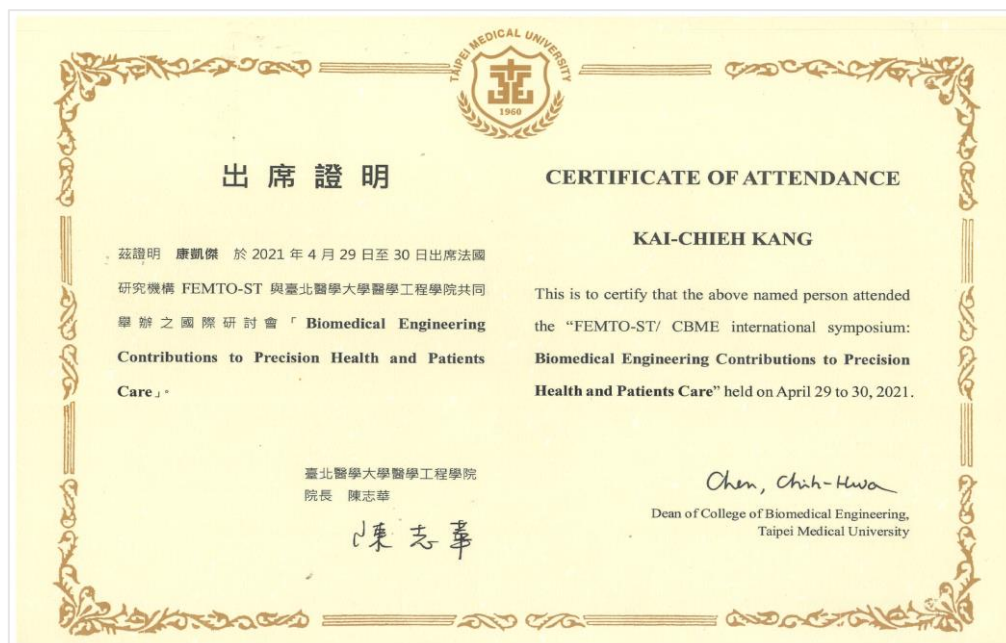 TAIPEI MEDICAL UNIVERSITY
1960
出席證明
茲證明 康凱傑 於 2021 年 4 月 29 日至 30 日出席法國
研究機構 FEMTO-ST 與臺北醫學大學醫學工程學院共同
舉辦之國際研討會「Biomedical Engineering
Contributions to Precision Health and Patients
Care」。
臺北醫學大學醫學工程學院
院長 陳志華
陳志華
CERTIFICATE OF ATTENDANCE
KAI-CHIEH KANG
This is to certify that the above named person attended
the “FEMTO-ST/ CBME international symposium:
Biomedical Engineering Contributions to Precision
Health and Patients Care” held on April 29 to 30, 2021.
Chen, Chih-Hwa
Dean of College of Biomedical Engineering,
Taipei Medical University